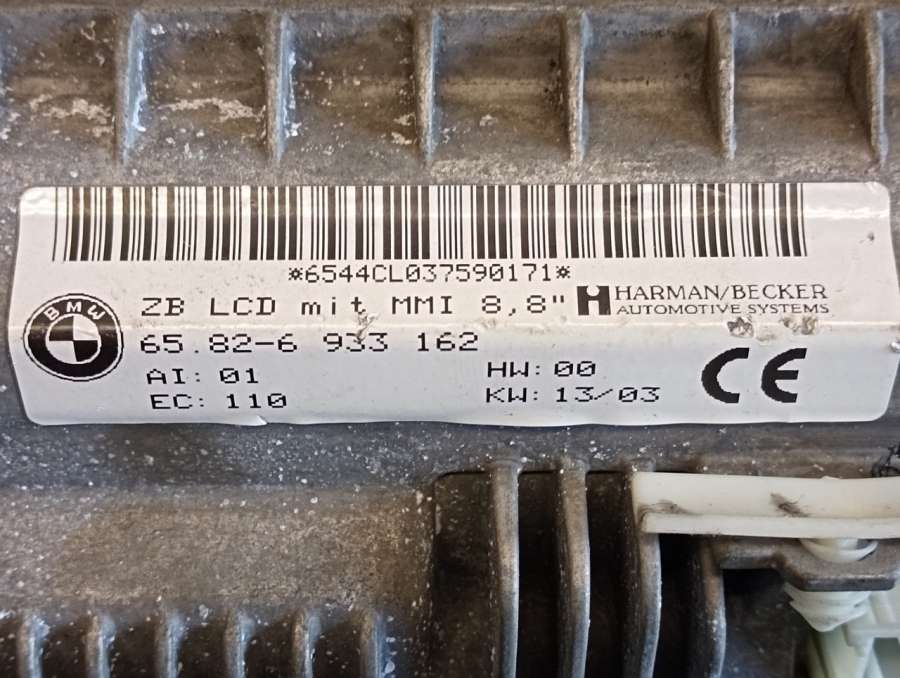 *6544CL037590171*
ZB LCD mit MMI 8,8"
HARMAN/BECKER
AUTOMOTIVE SYSTEMS
BMW
65.82-6 933 162
AI: 01
HW: 00
EC: 110
KW: 13/03
CE